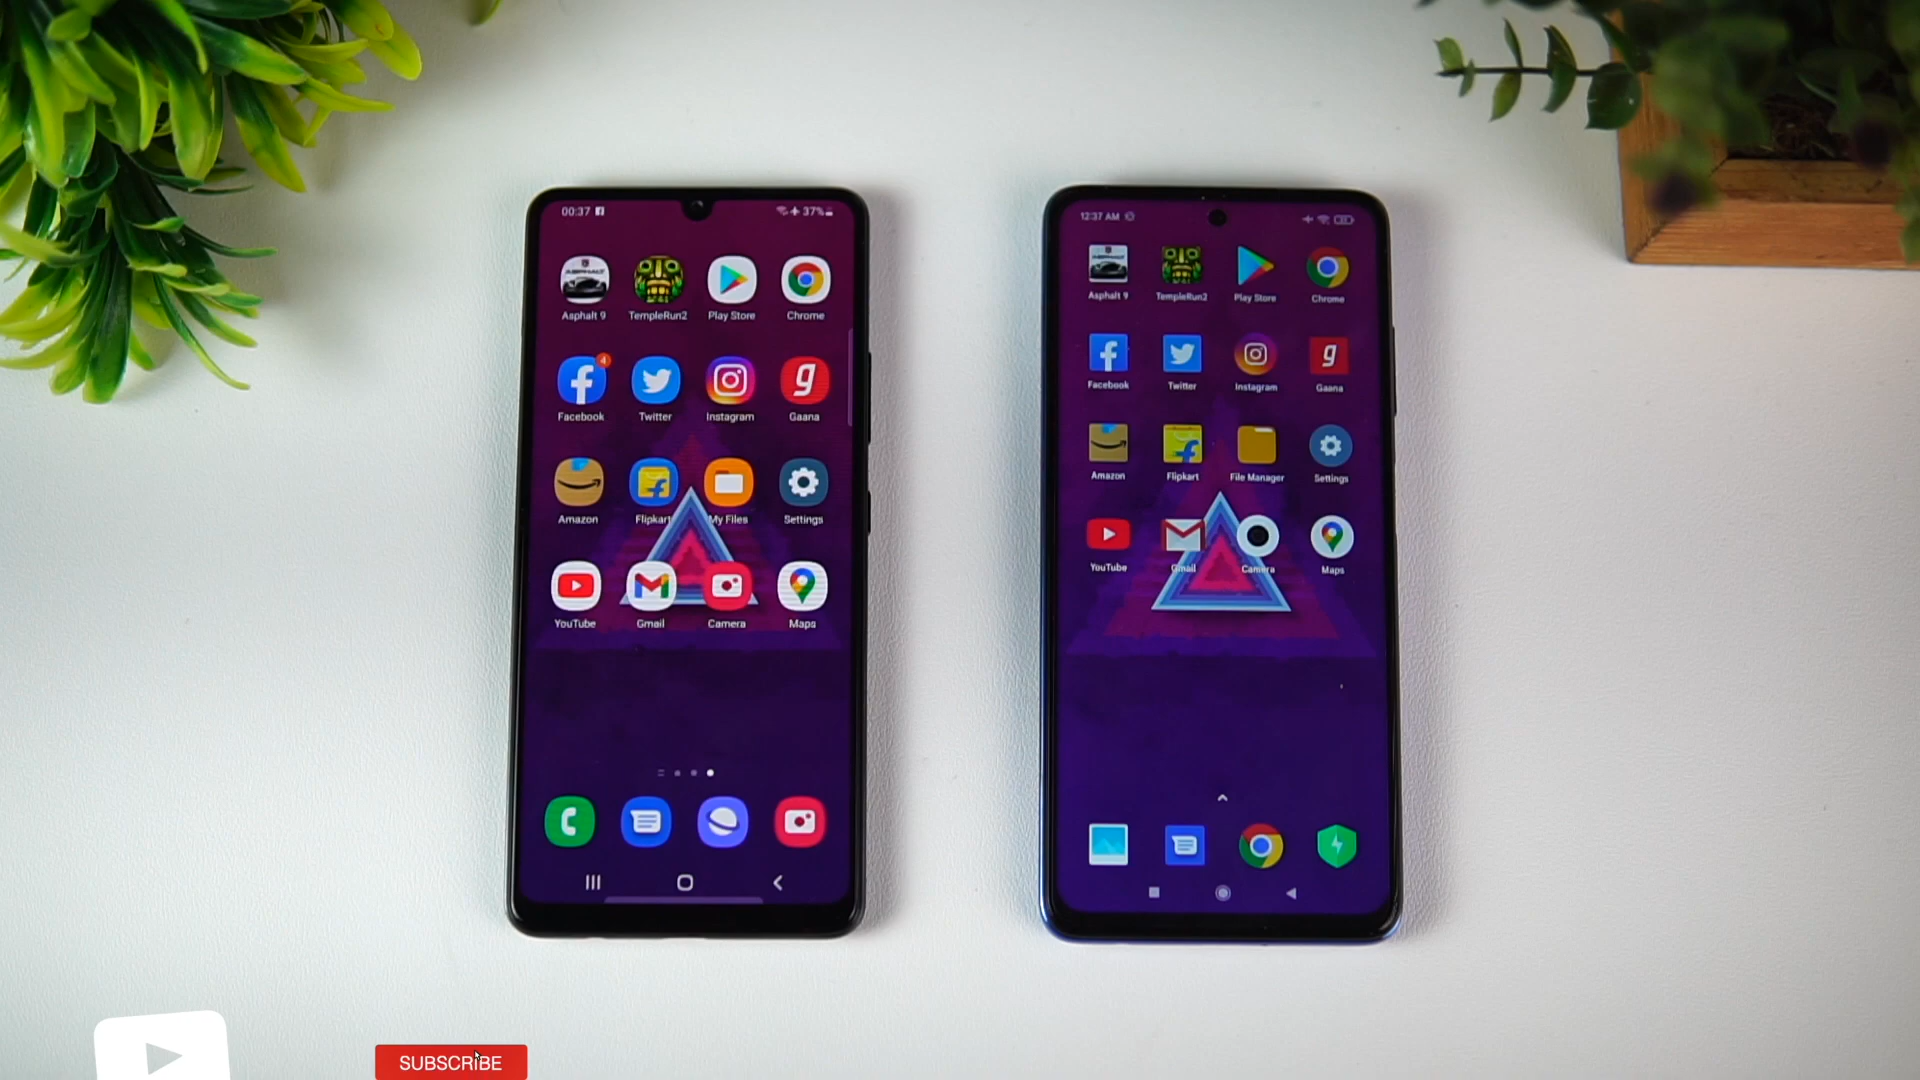 00:37
37%
Asphalt 9 TempleRun2 Play Store Chrome
4
Facebook Twitter Instagram Gaana
Amazon Flipkart My Files Settings
YouTube Gmail Camera Maps
12:37 AM
Asphalt 9 TempleRun2 Play Store Chrome
Facebook Twitter Instagram Gaana
Amazon Flipkart File Manager Settings
YouTube Gmail Camera Maps
SUBSCRIBE